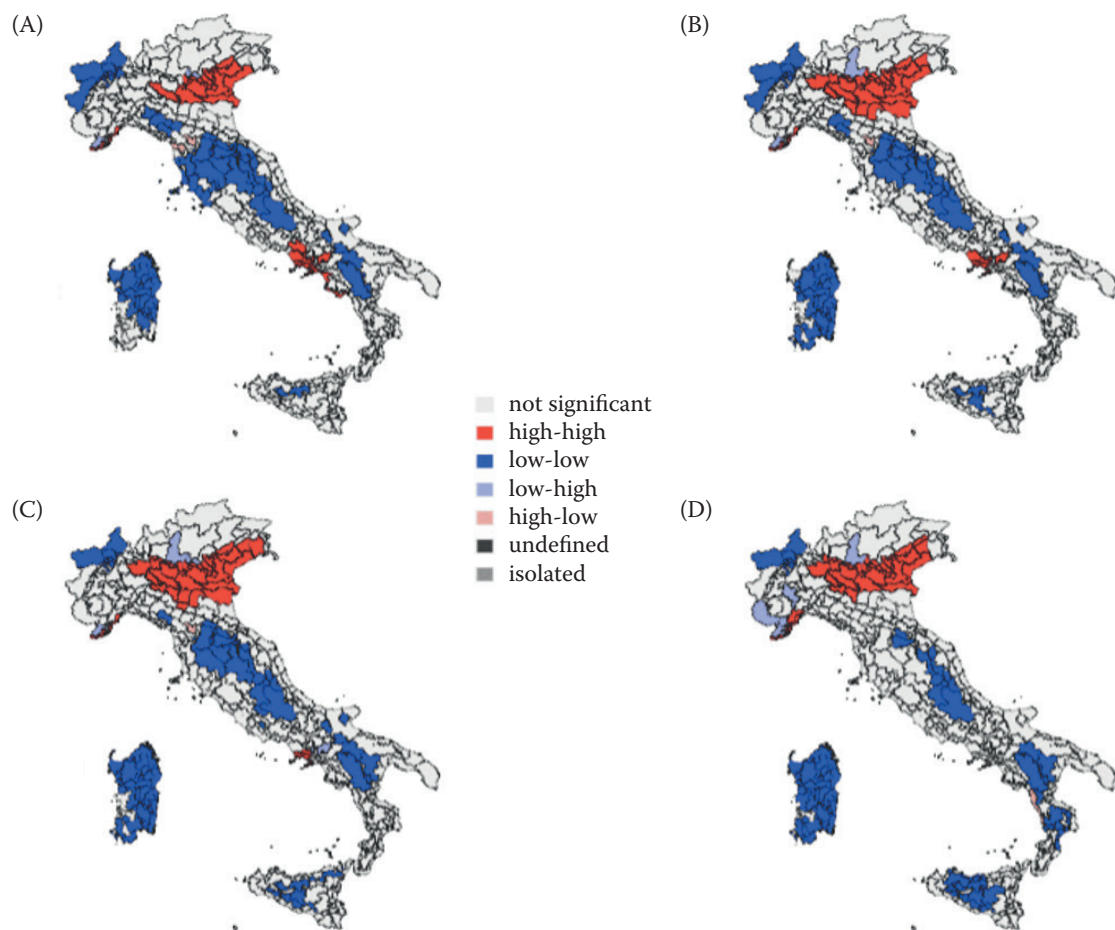 (A)
(B)
not significant
high-high
low-low
low-high
high-low
undefined
isolated
(C)
(D)